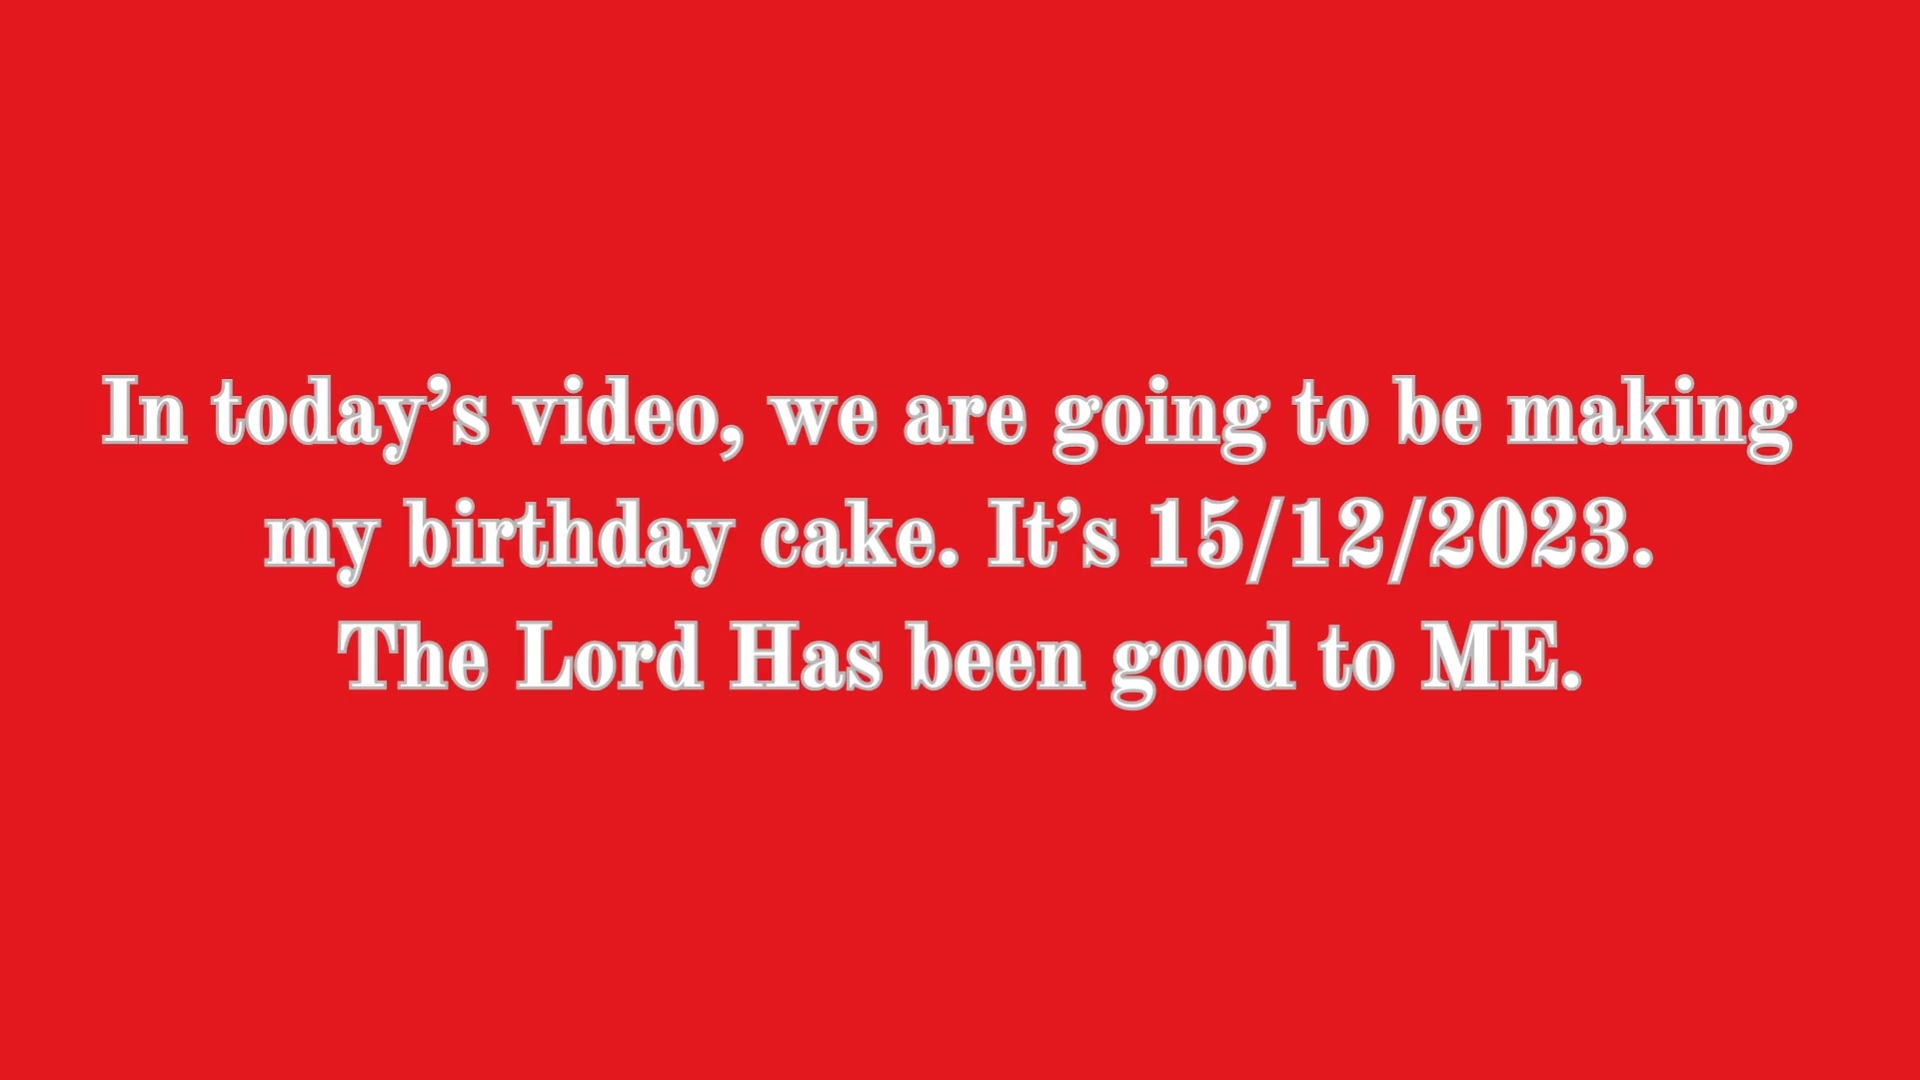 In today’s video, we are going to be making
my birthday cake. It’s 15/12/2023.
The Lord Has been good to ME.